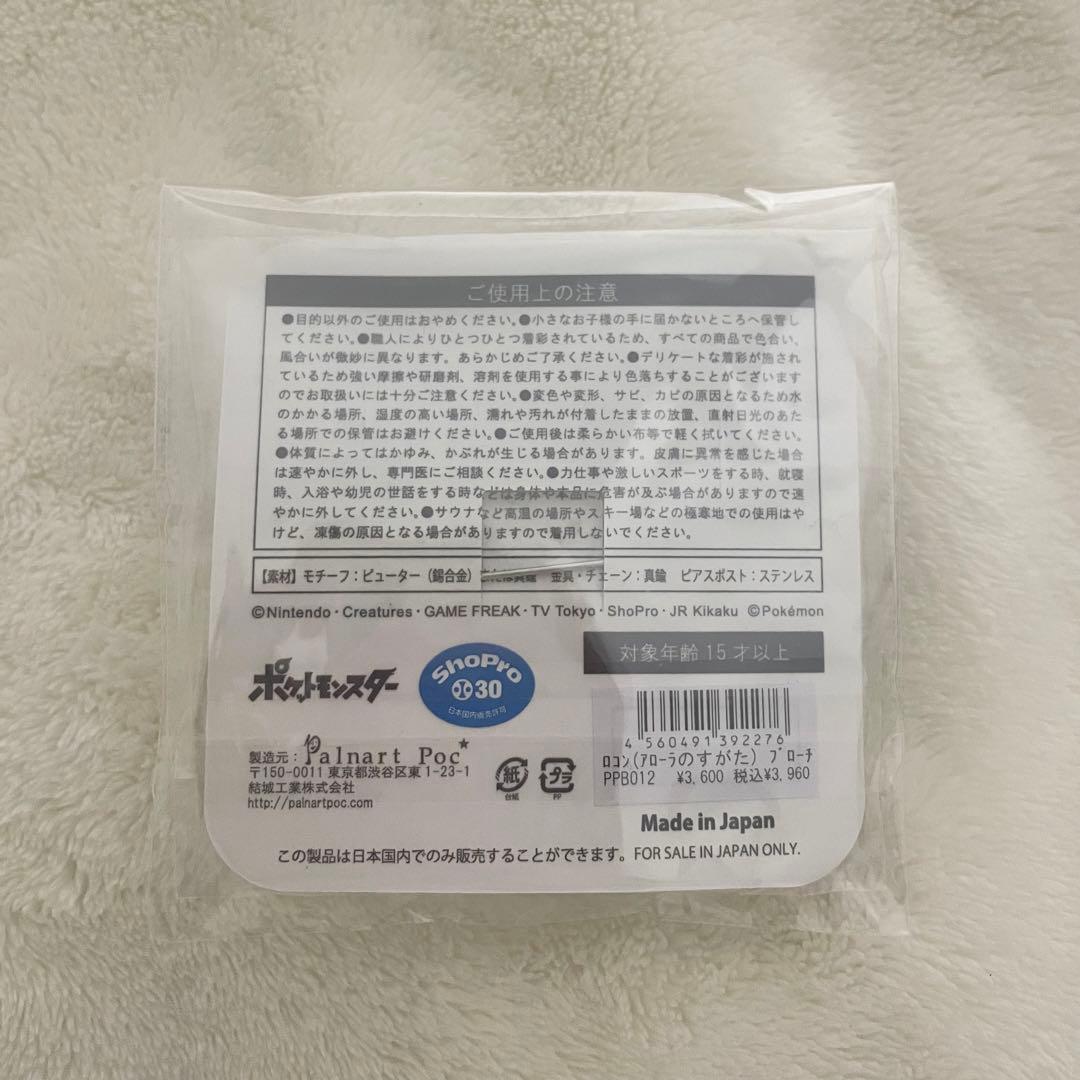 ご使用上の注意
●目的以外のご使用はおやめください。●小さなお子様の手に届かないところへ保管し
てください。●職人によりひとつひとつ着彩されているため、すべての商品で色合い、
風合いが微妙に異なります。あらかじめご了承ください。●デリケートな着彩が施され
ているため強い摩擦や研磨剤、溶剤を使用する事により色落ちすることがございます
のでお取扱いには十分ご注意ください。●変色や変形、サビ、カビの原因となるため水
のかかる場所、湿度の高い場所、濡れや汚れが付着したままの放置、直射日光のあた
る場所での保管はお避けください。●ご使用後は柔らかい布等で軽く拭いてください。
●体質によってはかゆみ、かぶれが生じる場合があります。皮膚に異常を感じた場合
は速やかに外し、専門医にご相談ください。●力仕事や激しいスポーツをする時、就寝
時、入浴や幼児の世話をする時などは身体や本品に危害が及ぶ場合がありますので速
やかに外してください。●サウナなど高温の場所やスキー場などの極寒地での使用はや
けど、凍傷の原因となる場合がありますので着用しないでください。
【素材】モチーフ：ピューター（錫合金）または真鍮 金具・チェーン：真鍮 ピアスポスト：ステンレス
©Nintendo・Creatures・GAME FREAK・TV Tokyo・ShoPro・JR Kikaku ©Pokémon
対象年齢15才以上
ポケットモンスター
ShoPro
30
日本国内販売許可
4 560491 392276
ロコン(アローラのすがた) ブローチ
PPB012 ¥3,600 税込¥3,960
製造元：Palnart Poc★
〒150-0011 東京都渋谷区東 1-23-1
結城工業株式会社
http://palnartpoc.com
紙
台紙
プラ
PP
Made in Japan
この製品は日本国内でのみ販売することができます。FOR SALE IN JAPAN ONLY.